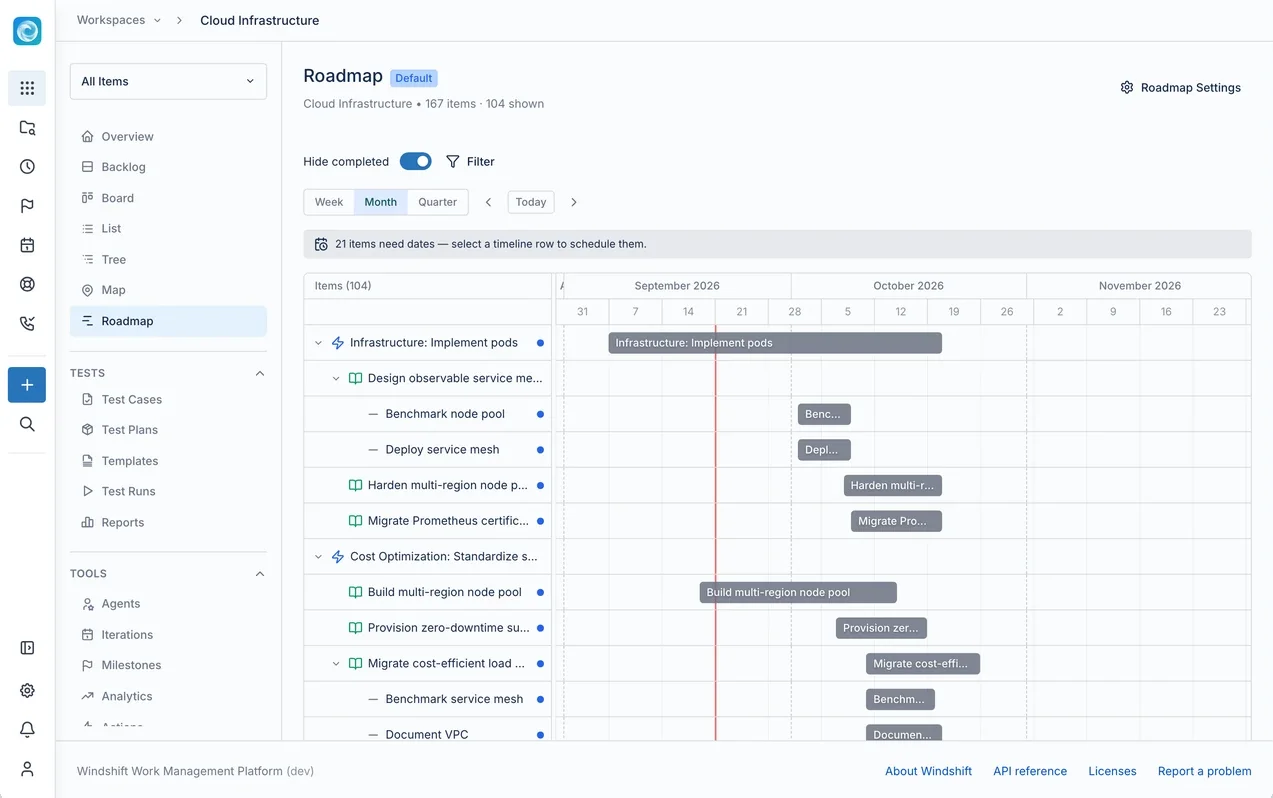 Workspaces Cloud Infrastructure
All Items
Overview
Backlog
Board
List
Tree
Map
Roadmap
TESTS
Test Cases
Test Plans
Templates
Test Runs
Reports
TOOLS
Agents
Iterations
Milestones
Analytics
Actions
Roadmap Default
Cloud Infrastructure • 167 items · 104 shown
Roadmap Settings
Hide completed Filter
Week Month Quarter Today
21 items need dates — select a timeline row to schedule them.
Items (104) September 2026 October 2026 November 2026
31 7 14 21 28 5 12 19 26 2 9 16 23
Infrastructure: Implement pods Infrastructure: Implement pods
Design observable service me...
Benchmark node pool Benc...
Deploy service mesh Depl...
Harden multi-region node p... Harden multi-r...
Migrate Prometheus certific... Migrate Pro...
Cost Optimization: Standardize s...
Build multi-region node pool Build multi-region node pool
Provision zero-downtime su... Provision zer...
Migrate cost-efficient load ... Migrate cost-effi...
Benchmark service mesh Benchm...
Document VPC Documen...
Windshift Work Management Platform (dev)
About Windshift API reference Licenses Report a problem